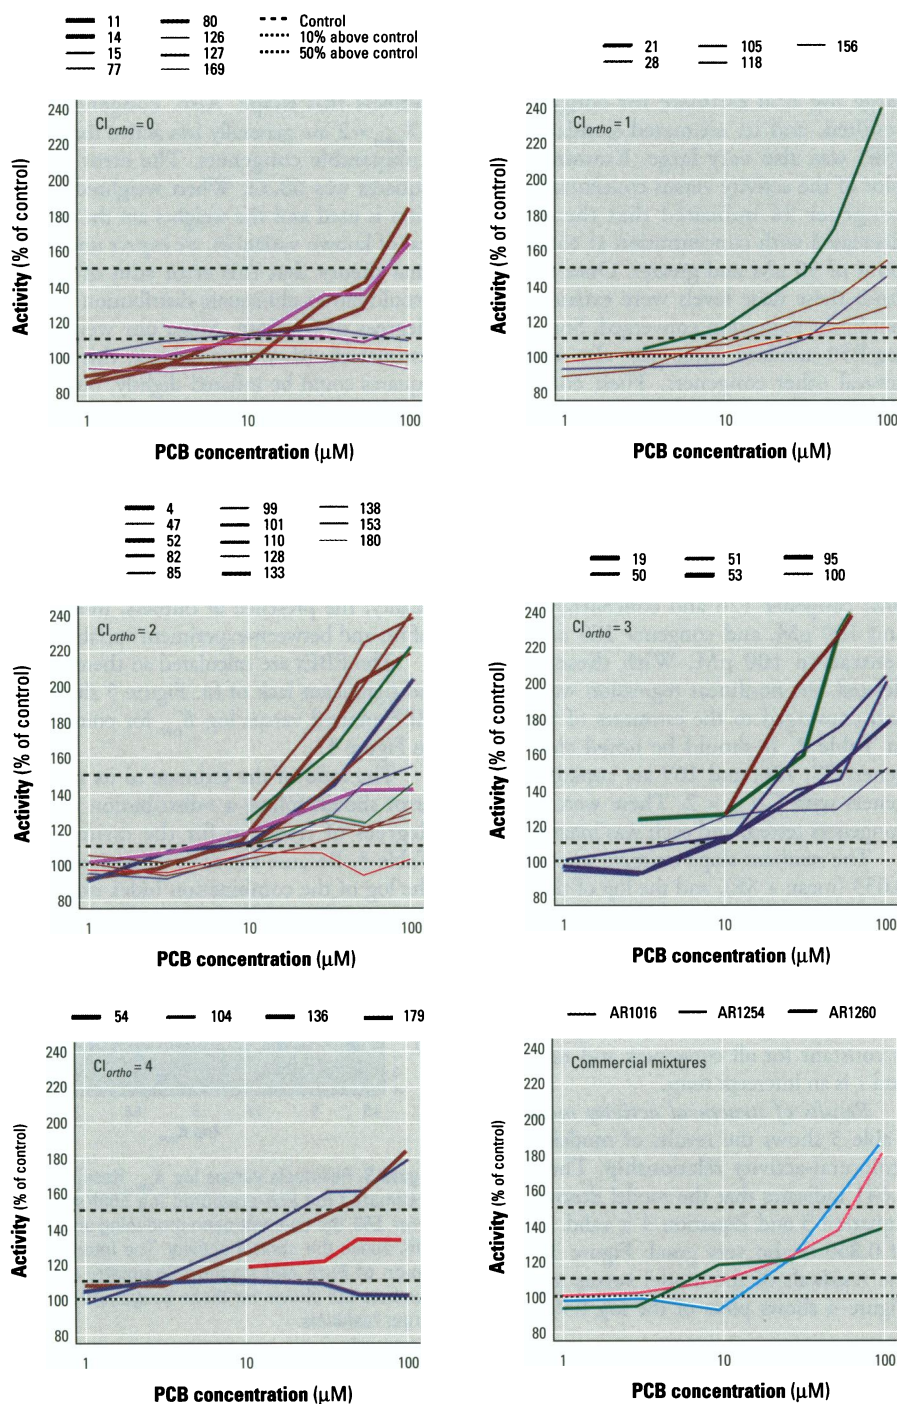 11 80 Control
14 126 10% above control
15 127 50% above control
77 169
Activity (% of control)
Cl_ortho = 0
240
220
200
180
160
140
120
100
80
1 10 100
PCB concentration (µM)
21 105 156
28 118
Activity (% of control)
Cl_ortho = 1
240
220
200
180
160
140
120
100
80
1 10 100
PCB concentration (µM)
4 99 138
47 101 153
52 110 180
82 128
85 133
Activity (% of control)
Cl_ortho = 2
240
220
200
180
160
140
120
100
80
1 10 100
PCB concentration (µM)
19 51 95
50 53 100
Activity (% of control)
Cl_ortho = 3
240
220
200
180
160
140
120
100
80
1 10 100
PCB concentration (µM)
54 104 136 179
Activity (% of control)
Cl_ortho = 4
240
220
200
180
160
140
120
100
80
1 10 100
PCB concentration (µM)
AR1016 AR1254 AR1260
Activity (% of control)
Commercial mixtures
240
220
200
180
160
140
120
100
80
1 10 100
PCB concentration (µM)